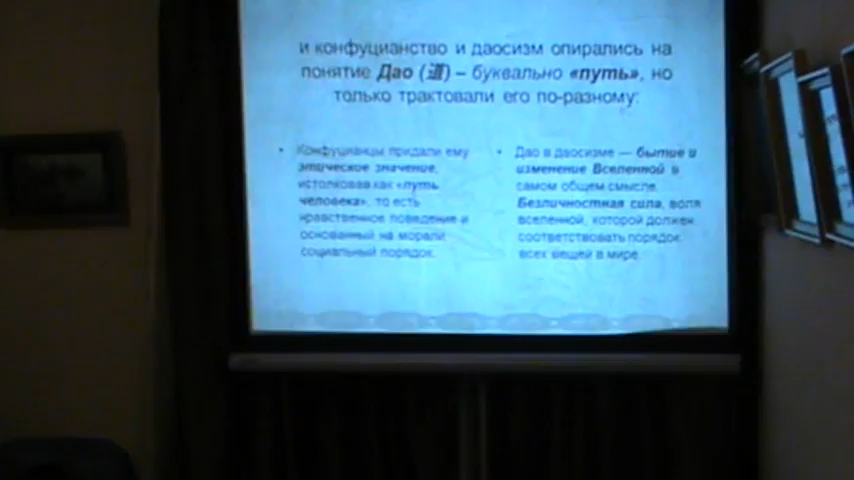 и конфуцианство и даосизм опирались на
понятие Дао (道) – буквально «путь», но
только трактовали его по-разному:
• Конфуцианцы придали ему
этическое значение,
истолковав как «путь
человека», то есть
нравственное поведение и
основанный на морали
социальный порядок.
• Дао в даосизме — бытие и
изменение Вселенной в
самом общем смысле.
Безличностная сила, воля
вселенной, которой должен
соответствовать порядок
всех вещей в мире.